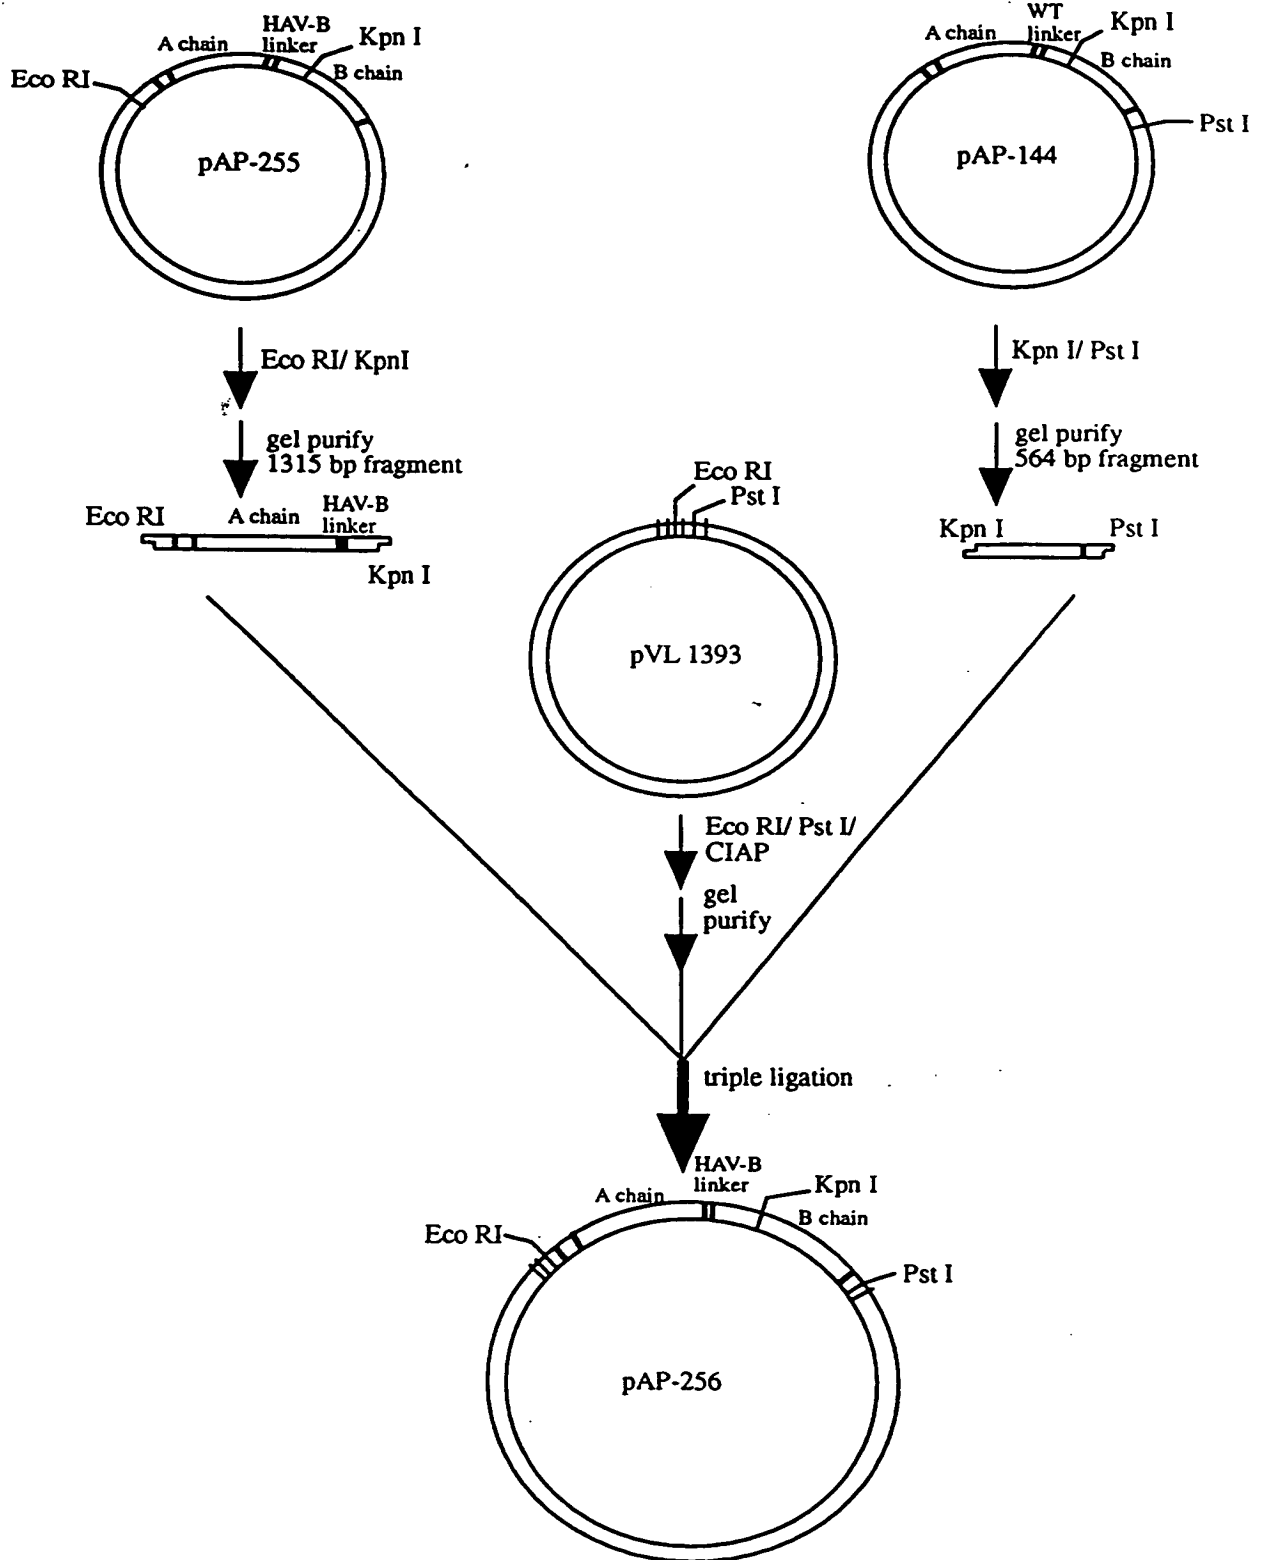 HAV-B
A chain
linker
Kpn I
Eco RI
B chain
pAP-255
WT
A chain
linker
Kpn I
B chain
Pst I
pAP-144
Eco RI/ KpnI
gel purify
1315 bp fragment
Kpn I/ Pst I
gel purify
564 bp fragment
Eco RI
A chain
HAV-B
linker
Kpn I
Eco RI
Pst I
Kpn I
Pst I
pVL 1393
Eco RI/ Pst I/
CIAP
gel
purify
triple ligation
HAV-B
linker
A chain
Kpn I
B chain
Eco RI
Pst I
pAP-256